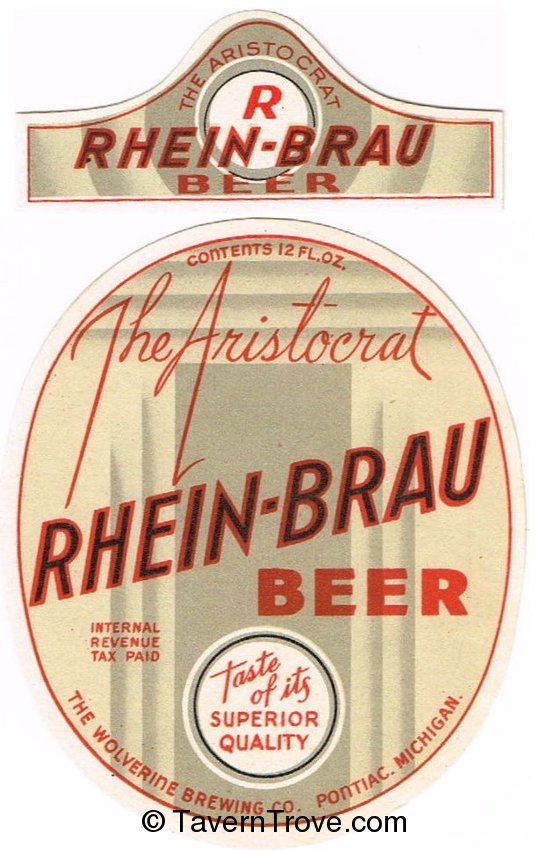 THE ARISTOCRAT
R
RHEIN-BRAU
BEER
CONTENTS 12 FL. OZ.
The Aristocrat
RHEIN-BRAU
BEER
INTERNAL
REVENUE
TAX PAID
Taste
of its
SUPERIOR
QUALITY
THE WOLVERINE BREWING CO. PONTIAC. MICHIGAN.
© TavernTrove.com